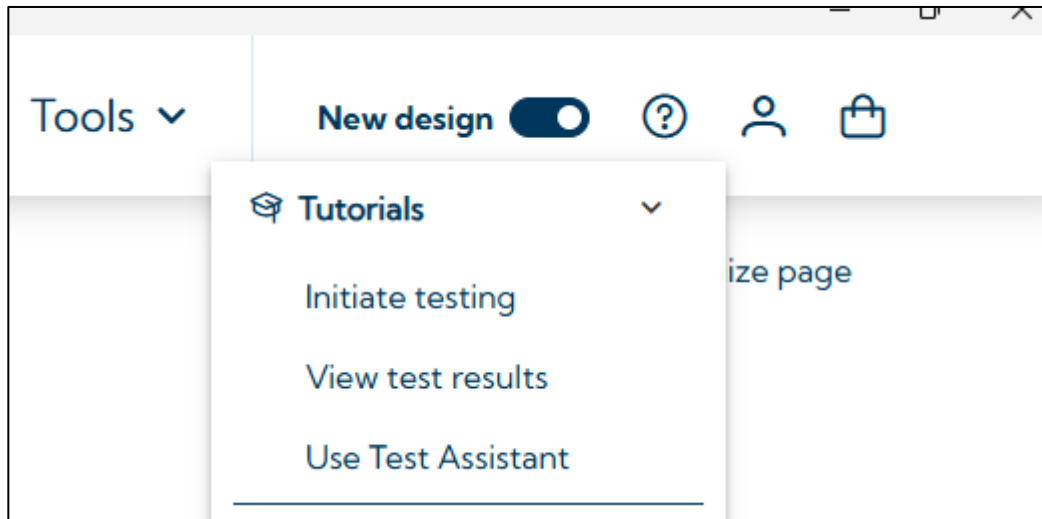 Tools
New design
Tutorials
ize page
Initiate testing
View test results
Use Test Assistant